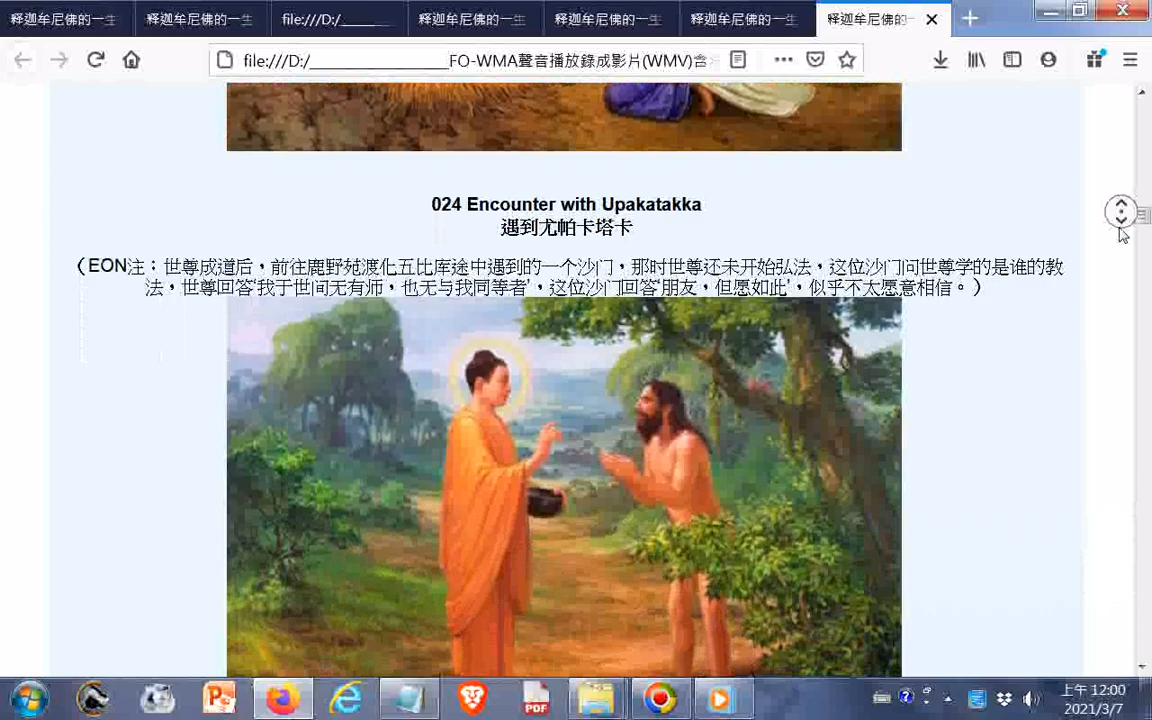 释迦牟尼佛的一生
释迦牟尼佛的一生
file:///D:/_____
释迦牟尼佛的一生
释迦牟尼佛的一生
释迦牟尼佛的一生
释迦牟尼佛的一
file:///D:/________________FO-WMA聲音播放錄成影片(WMV)含
024 Encounter with Upakatakka
遇到尤帕卡塔卡
（EON注：世尊成道后，前往鹿野苑渡化五比库途中遇到的一个沙门，那时世尊还未开始弘法，这位沙门问世尊学的是谁的教
法，世尊回答‘我于世间无有师，也无与我同等者’，这位沙门回答‘朋友，但愿如此’，似乎不太愿意相信。）
PDF
上午 12:00
2021/3/7